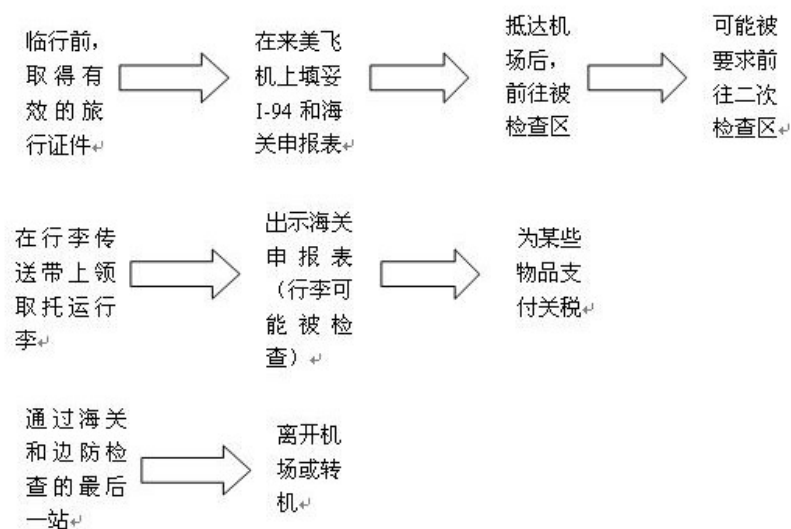 临行前，
取得有
效的旅
行证件
在来美飞
机上填妥
I-94 和海
关申报表
抵达机
场后，
前往被
检查区
可能被
要求前
往二次
检查区
在行李传
送带上领
取托运行
李
出示海关
申报表
（行李可
能被检
查）
为某些
物品支
付关税
通过海关
和边防检
查的最后
一站
离开机
场或转
机